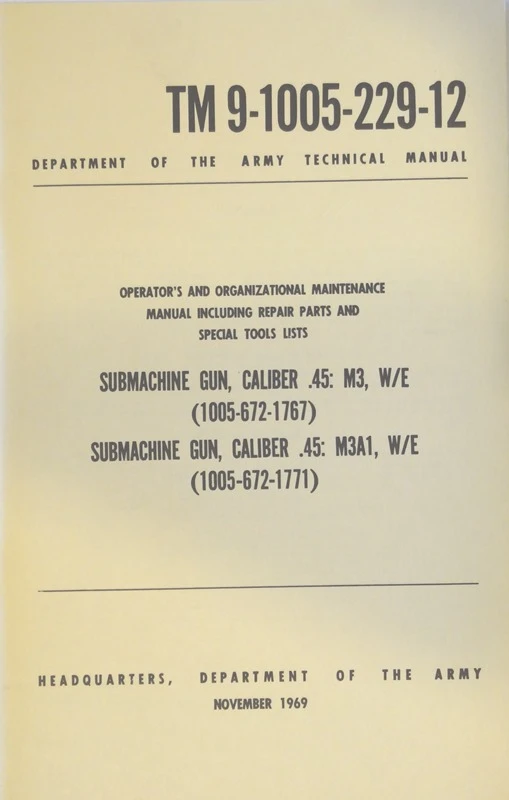 TM 9-1005-229-12
DEPARTMENT OF THE ARMY TECHNICAL MANUAL
OPERATOR'S AND ORGANIZATIONAL MAINTENANCE
MANUAL INCLUDING REPAIR PARTS AND
SPECIAL TOOLS LISTS
SUBMACHINE GUN, CALIBER .45: M3, W/E
(1005-672-1767)
SUBMACHINE GUN, CALIBER .45: M3A1, W/E
(1005-672-1771)
HEADQUARTERS, DEPARTMENT OF THE ARMY
NOVEMBER 1969